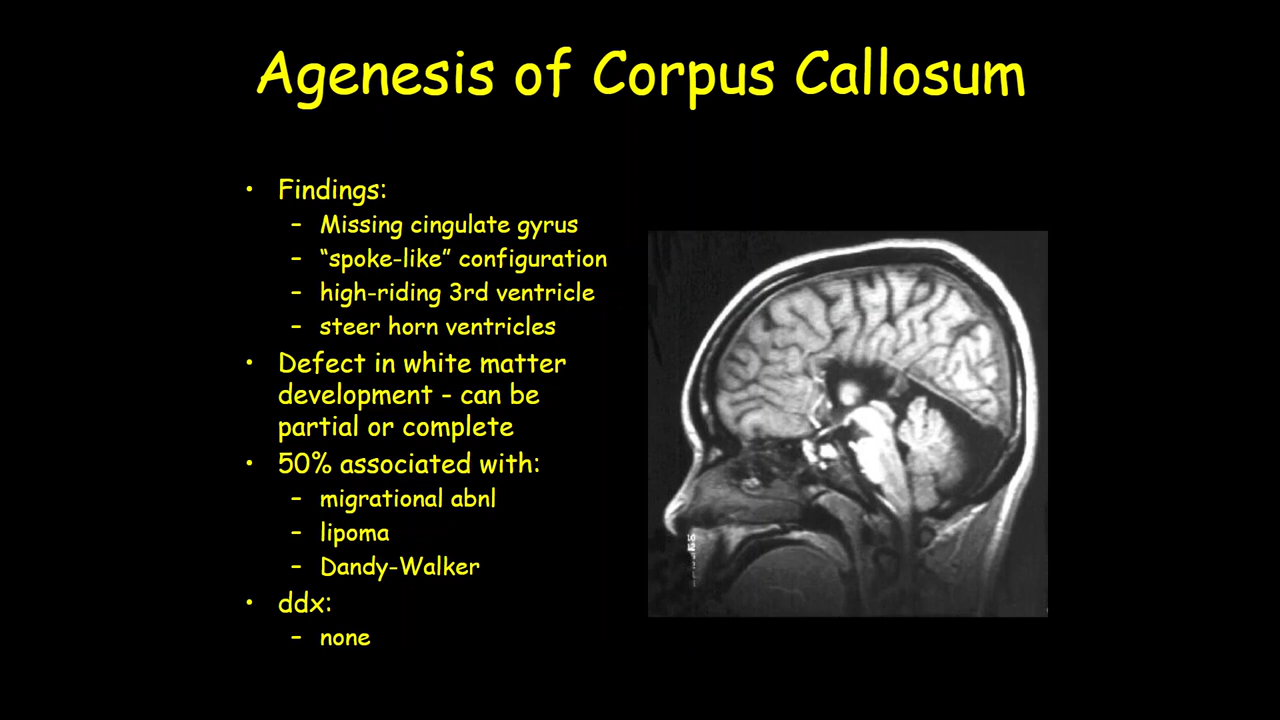 Agenesis of Corpus Callosum
• Findings:
– Missing cingulate gyrus
– “spoke-like” configuration
– high-riding 3rd ventricle
– steer horn ventricles
• Defect in white matter
development - can be
partial or complete
• 50% associated with:
– migrational abnl
– lipoma
– Dandy-Walker
• ddx:
– none